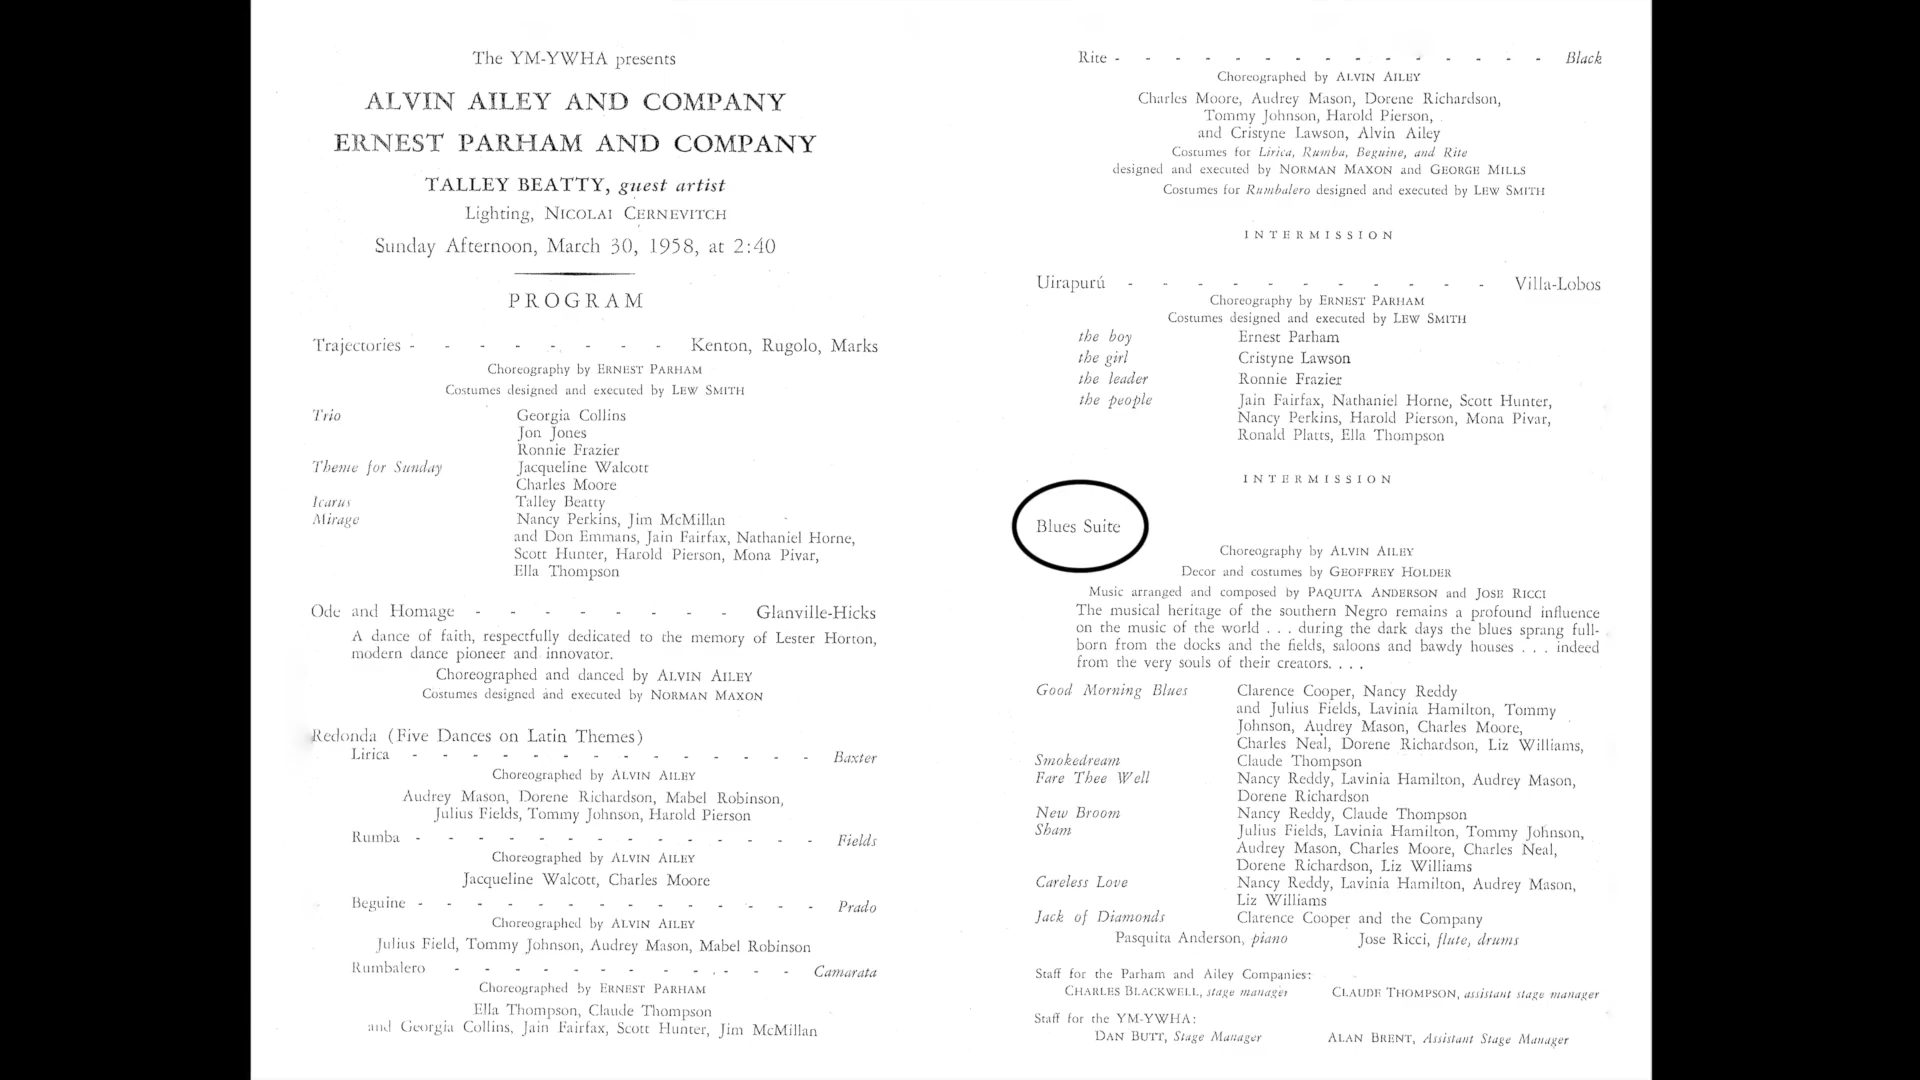 The YM-YWHA presents
ALVIN AILEY AND COMPANY
ERNEST PARHAM AND COMPANY
TALLEY BEATTY, guest artist
Lighting, NICOLAI CERNEVITCH
Sunday Afternoon, March 30, 1958, at 2:40
PROGRAM
Trajectories - - - - - - - - Kenton, Rugolo, Marks
Choreography by ERNEST PARHAM
Costumes designed and executed by LEW SMITH
Trio Georgia Collins
Jon Jones
Ronnie Frazier
Theme for Sunday Jacqueline Walcott
Charles Moore
Icarus Talley Beatty
Mirage Nancy Perkins, Jim McMillan
and Don Emmans, Jain Fairfax, Nathaniel Horne,
Scott Hunter, Harold Pierson, Mona Pivar,
Ella Thompson
Ode and Homage - - - - - - - - Glanville-Hicks
A dance of faith, respectfully dedicated to the memory of Lester Horton,
modern dance pioneer and innovator.
Choreographed and danced by ALVIN AILEY
Costumes designed and executed by NORMAN MAXON
Redonda (Five Dances on Latin Themes)
Lirica - - - - - - - - - - - - - - Baxter
Choreographed by ALVIN AILEY
Audrey Mason, Dorene Richardson, Mabel Robinson,
Julius Fields, Tommy Johnson, Harold Pierson
Rumba - - - - - - - - - - - - - - Fields
Choreographed by ALVIN AILEY
Jacqueline Walcott, Charles Moore
Beguine - - - - - - - - - - - - - - Prado
Choreographed by ALVIN AILEY
Julius Field, Tommy Johnson, Audrey Mason, Mabel Robinson
Rumbalero - - - - - - - - - - - - Camarata
Choreographed by ERNEST PARHAM
Ella Thompson, Claude Thompson
and Georgia Collins, Jain Fairfax, Scott Hunter, Jim McMillan
Rite - - - - - - - - - - - - - - - Black
Choreographed by ALVIN AILEY
Charles Moore, Audrey Mason, Dorene Richardson,
Tommy Johnson, Harold Pierson,
and Cristyne Lawson, Alvin Ailey
Costumes for Lirica, Rumba, Beguine, and Rite
designed and executed by NORMAN MAXON and GEORGE MILLS
Costumes for Rumbalero designed and executed by LEW SMITH
INTERMISSION
Uirapurú - - - - - - - - - - - - - Villa-Lobos
Choreography by ERNEST PARHAM
Costumes designed and executed by LEW SMITH
the boy Ernest Parham
the girl Cristyne Lawson
the leader Ronnie Frazier
the people Jain Fairfax, Nathaniel Horne, Scott Hunter,
Nancy Perkins, Harold Pierson, Mona Pivar,
Ronald Platts, Ella Thompson
INTERMISSION
Blues Suite
Choreography by ALVIN AILEY
Decor and costumes by GEOFFREY HOLDER
Music arranged and composed by PAQUITA ANDERSON and JOSE RICCI
The musical heritage of the southern Negro remains a profound influence
on the music of the world . . . during the dark days the blues sprang full-
born from the docks and the fields, saloons and bawdy houses . . . indeed
from the very souls of their creators. . . .
Good Morning Blues Clarence Cooper, Nancy Reddy
and Julius Fields, Lavinia Hamilton, Tommy
Johnson, Audrey Mason, Charles Moore,
Charles Neal, Dorene Richardson, Liz Williams,
Smokedream Claude Thompson
Fare Thee Well Nancy Reddy, Lavinia Hamilton, Audrey Mason,
Dorene Richardson
New Broom Nancy Reddy, Claude Thompson
Sham Julius Fields, Lavinia Hamilton, Tommy Johnson,
Audrey Mason, Charles Moore, Charles Neal,
Dorene Richardson, Liz Williams
Careless Love Nancy Reddy, Lavinia Hamilton, Audrey Mason,
Liz Williams
Jack of Diamonds Clarence Cooper and the Company
Pasquita Anderson, piano Jose Ricci, flute, drums
Staff for the Parham and Ailey Companies:
CHARLES BLACKWELL, stage manager CLAUDE THOMPSON, assistant stage manager
Staff for the YM-YWHA:
DAN BUTT, Stage Manager ALAN BRENT, Assistant Stage Manager